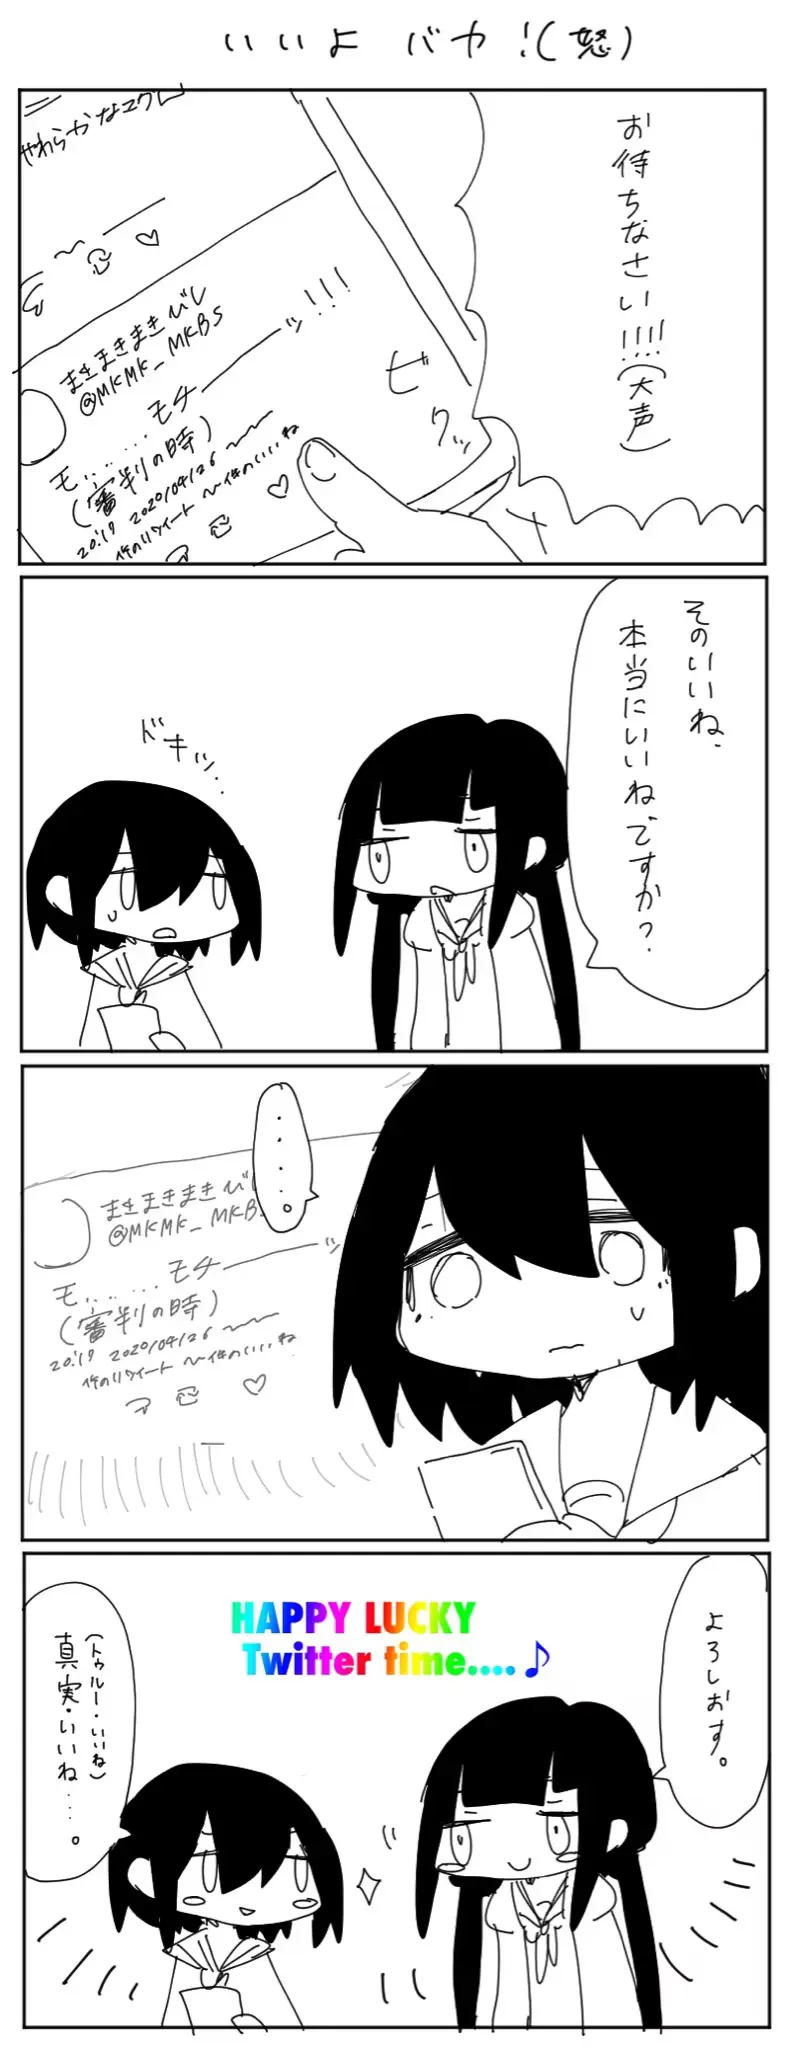 いいよ バカ!(怒)
お待ちなさい!!!!(大声)
やわらかなエクレ
まきまきまきびし
@MKMK_MKBS
モチーーーッ!!!
モ.........
(審判の時)
20:19 2020/04/26
件のリツイート 〜件のいいね
ビクッ
そのいいね、
本当にいいねですか?
ドキッ..
......。
まきまきまきび
@MKMK_MKBS
モチーーーッ
モ.........
(審判の時)
20:19 2020/04/26
件のリツイート 〜件のいいね
HAPPY LUCKY
Twitter time....♪
よろしおす。
(トゥルー・いいね)
真実・いいね....。